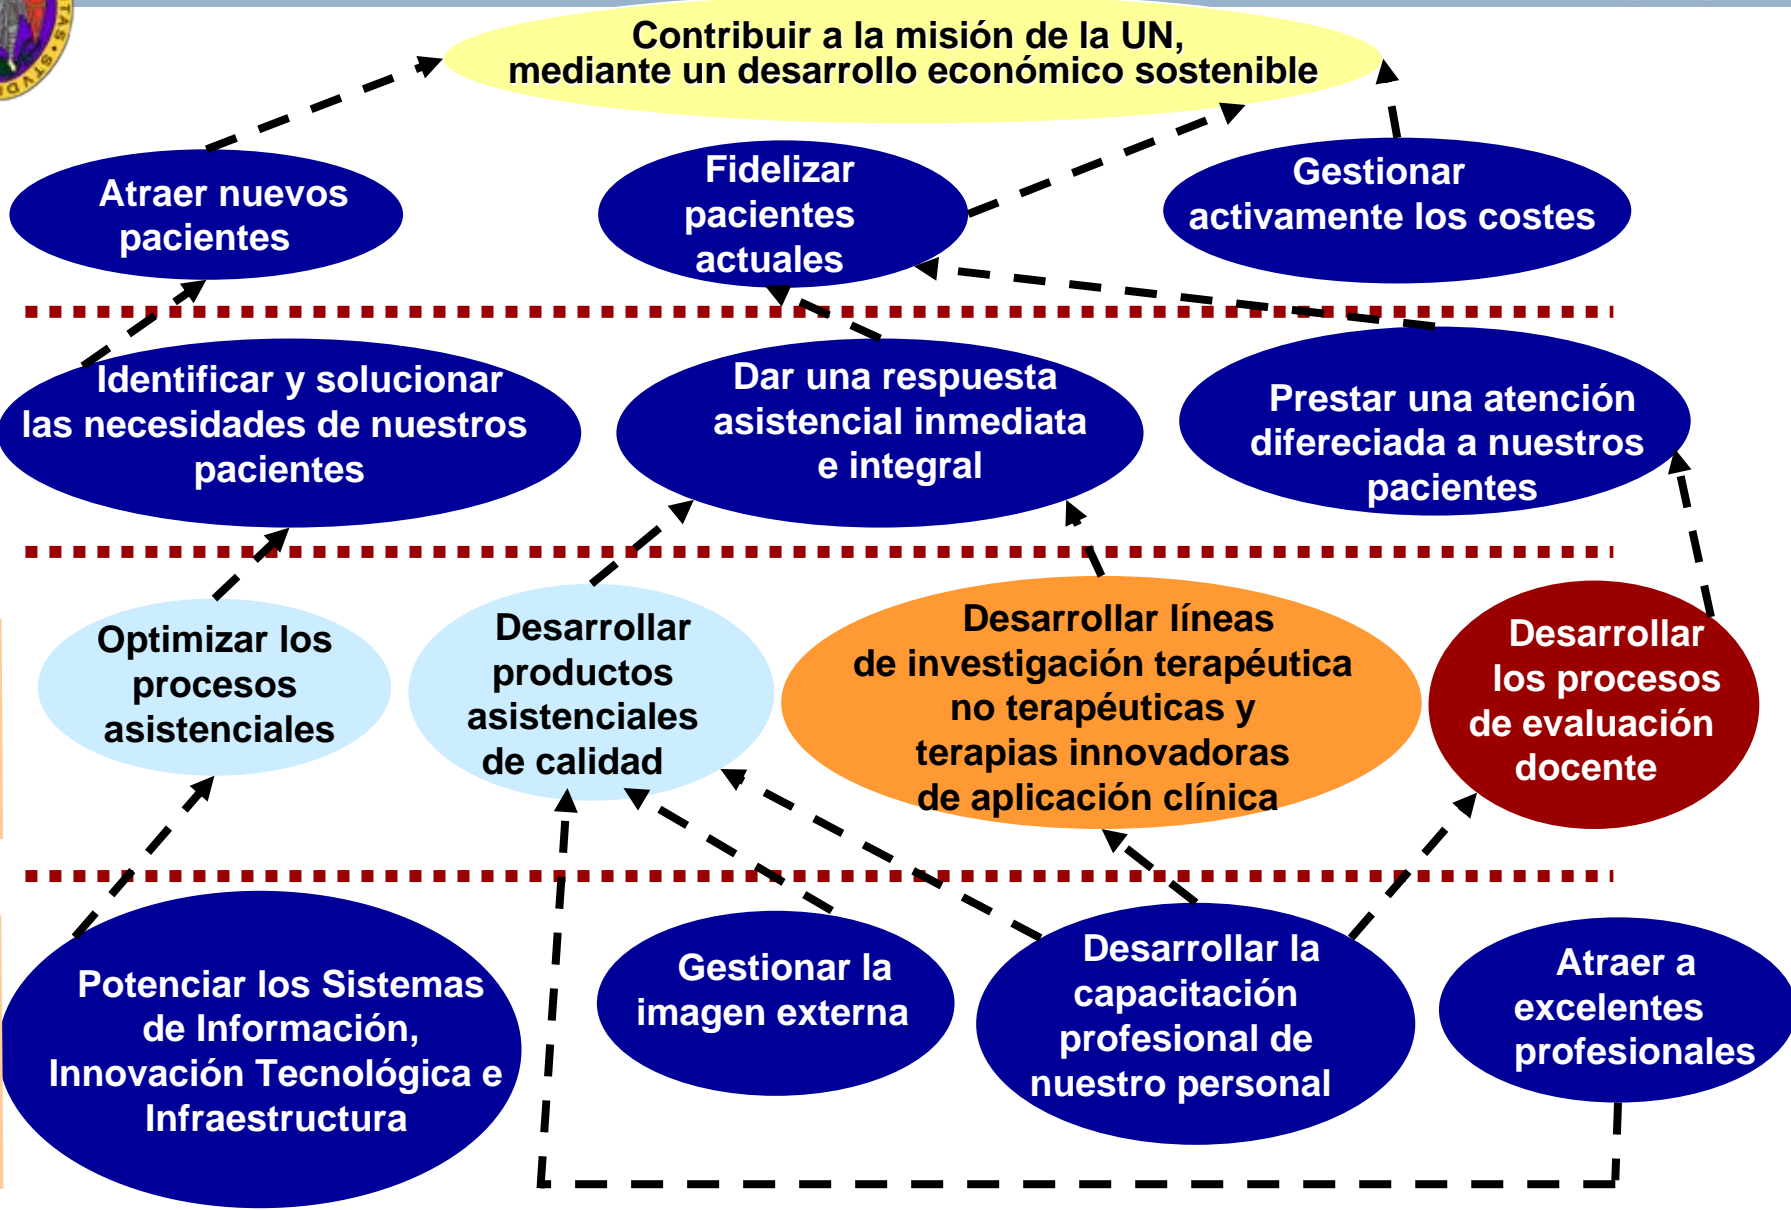 Contribuir a la misión de la UN,
mediante un desarrollo económico sostenible
Atraer nuevos
pacientes
Fidelizar
pacientes
actuales
Gestionar
activamente los costes
Identificar y solucionar
las necesidades de nuestros
pacientes
Dar una respuesta
asistencial inmediata
e integral
Prestar una atención
difereciada a nuestros
pacientes
Optimizar los
procesos
asistenciales
Desarrollar
productos
asistenciales
de calidad
Desarrollar líneas
de investigación terapéutica
no terapéuticas y
terapias innovadoras
de aplicación clínica
Desarrollar
los procesos
de evaluación
docente
Potenciar los Sistemas
de Información,
Innovación Tecnológica e
Infraestructura
Gestionar la
imagen externa
Desarrollar la
capacitación
profesional de
nuestro personal
Atraer a
excelentes
profesionales